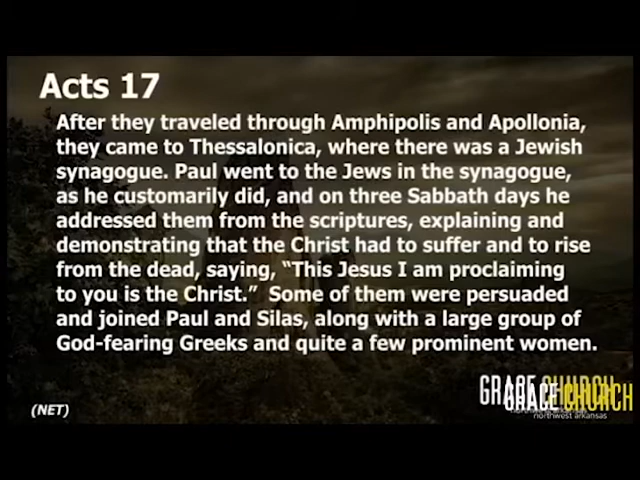 Acts 17
After they traveled through Amphipolis and Apollonia,
they came to Thessalonica, where there was a Jewish
synagogue. Paul went to the Jews in the synagogue,
as he customarily did, and on three Sabbath days he
addressed them from the scriptures, explaining and
demonstrating that the Christ had to suffer and to rise
from the dead, saying, “This Jesus I am proclaiming
to you is the Christ.”  Some of them were persuaded
and joined Paul and Silas, along with a large group of
God-fearing Greeks and quite a few prominent women.
(NET)
GRACE CHURCH
GRACE CHURCH
northwest arkansas